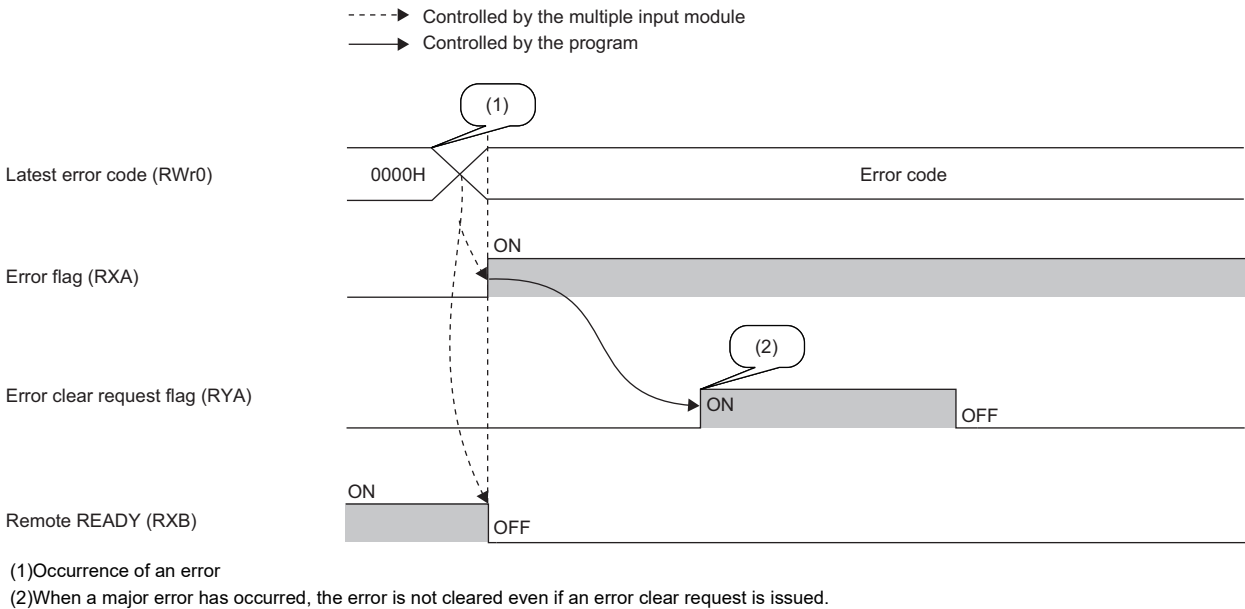 Controlled by the multiple input module
Controlled by the program
(1)
Latest error code (RWr0)
0000H
Error code
ON
Error flag (RXA)
(2)
Error clear request flag (RYA)
ON
OFF
ON
Remote READY (RXB)
OFF
(1)Occurrence of an error
(2)When a major error has occurred, the error is not cleared even if an error clear request is issued.